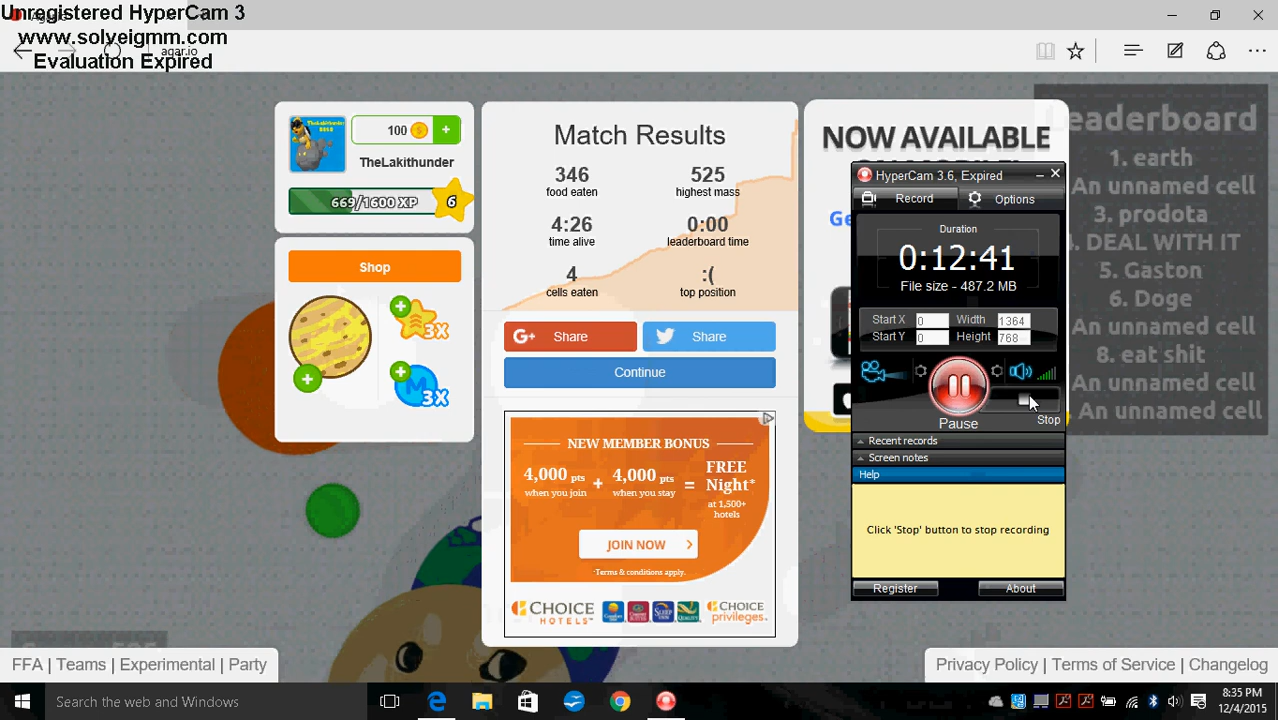 Unregistered HyperCam 3
www.solveigmm.com
Evaluation Expired
agar.io
100
TheLakithunder
669/1600 XP
6
Shop
3X
3X
Match Results
346
food eaten
525
highest mass
4:26
time alive
0:00
leaderboard time
4
cells eaten
:(
top position
G+ Share
Share
Continue
NEW MEMBER BONUS
4,000 pts
when you join
+
4,000 pts
when you stay
=
FREE
Night*
at 1,500+
hotels
JOIN NOW
*Terms & conditions apply.
CHOICE
HOTELS
QUALITY
CHOICE
privileges
NOW AVAILABLE
HyperCam 3.6, Expired
Record
Options
Duration
0:12:41
File size - 487.2 MB
Start X 0 Width 1364
Start Y 0 Height 768
Pause
Stop
Recent records
Screen notes
Help
Click 'Stop' button to stop recording
Register
About
Leaderboard
1. earth
An unnamed cell
3. prodota
DEAL WITH IT
5. Gaston
6. Doge
An unnamed cell
8. eat shit
An unnamed cell
An unnamed cell
FFA | Teams | Experimental | Party
Privacy Policy | Terms of Service | Changelog
Search the web and Windows
8:35 PM
12/4/2015